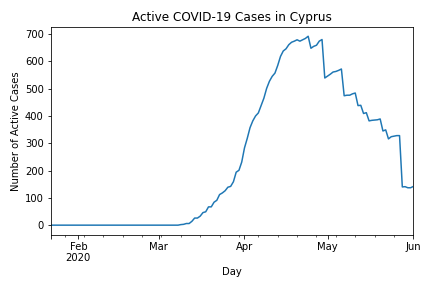 Active COVID-19 Cases in Cyprus
700
600
500
400
300
200
100
0
Number of Active Cases
Feb
2020
Mar
Apr
May
Jun
Day